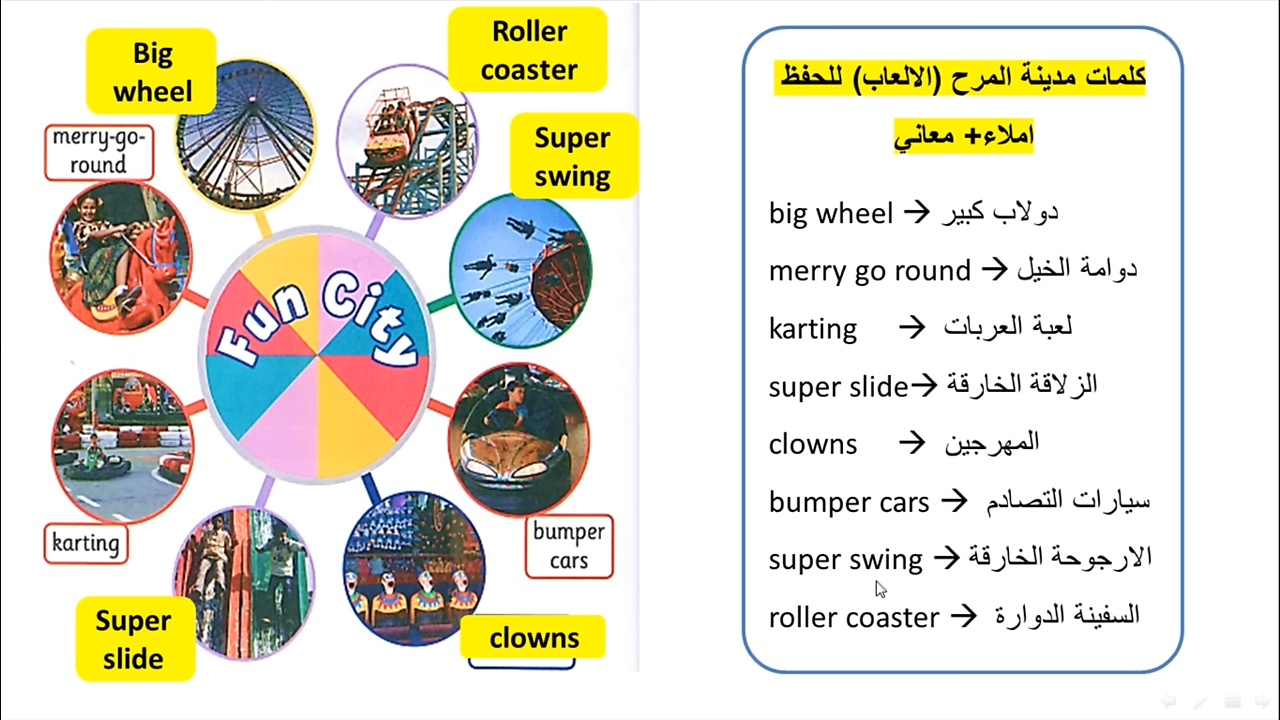 Big
wheel
Roller
coaster
merry-go-
round
Super
swing
Fun City
karting
bumper
cars
Super
slide
clowns
كلمات مدينة المرح (الالعاب) للحفظ
املاء+ معاني
big wheel → دولاب كبير
merry go round → دوامة الخيل
karting → لعبة العربات
super slide→ الزلاقة الخارقة
clowns → المهرجين
bumper cars → سيارات التصادم
super swing → الارجوحة الخارقة
roller coaster → السفينة الدوارة